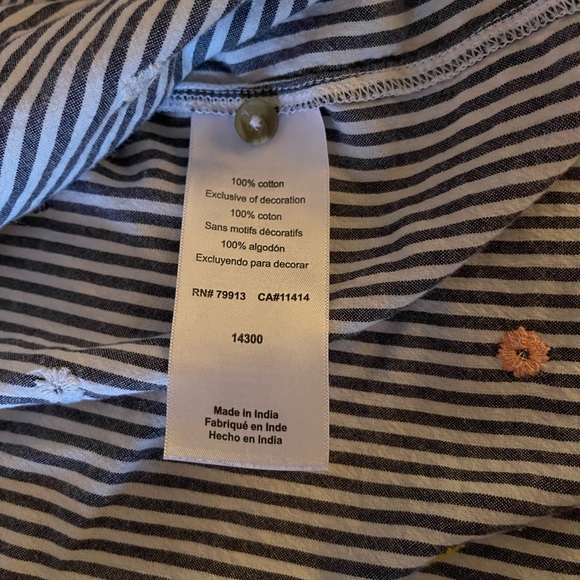 100% cotton
Exclusive of decoration
100% coton
Sans motifs décoratifs
100% algodón
Excluyendo para decorar
RN# 79913 CA#11414
14300
Made in India
Fabriqué en Inde
Hecho en India